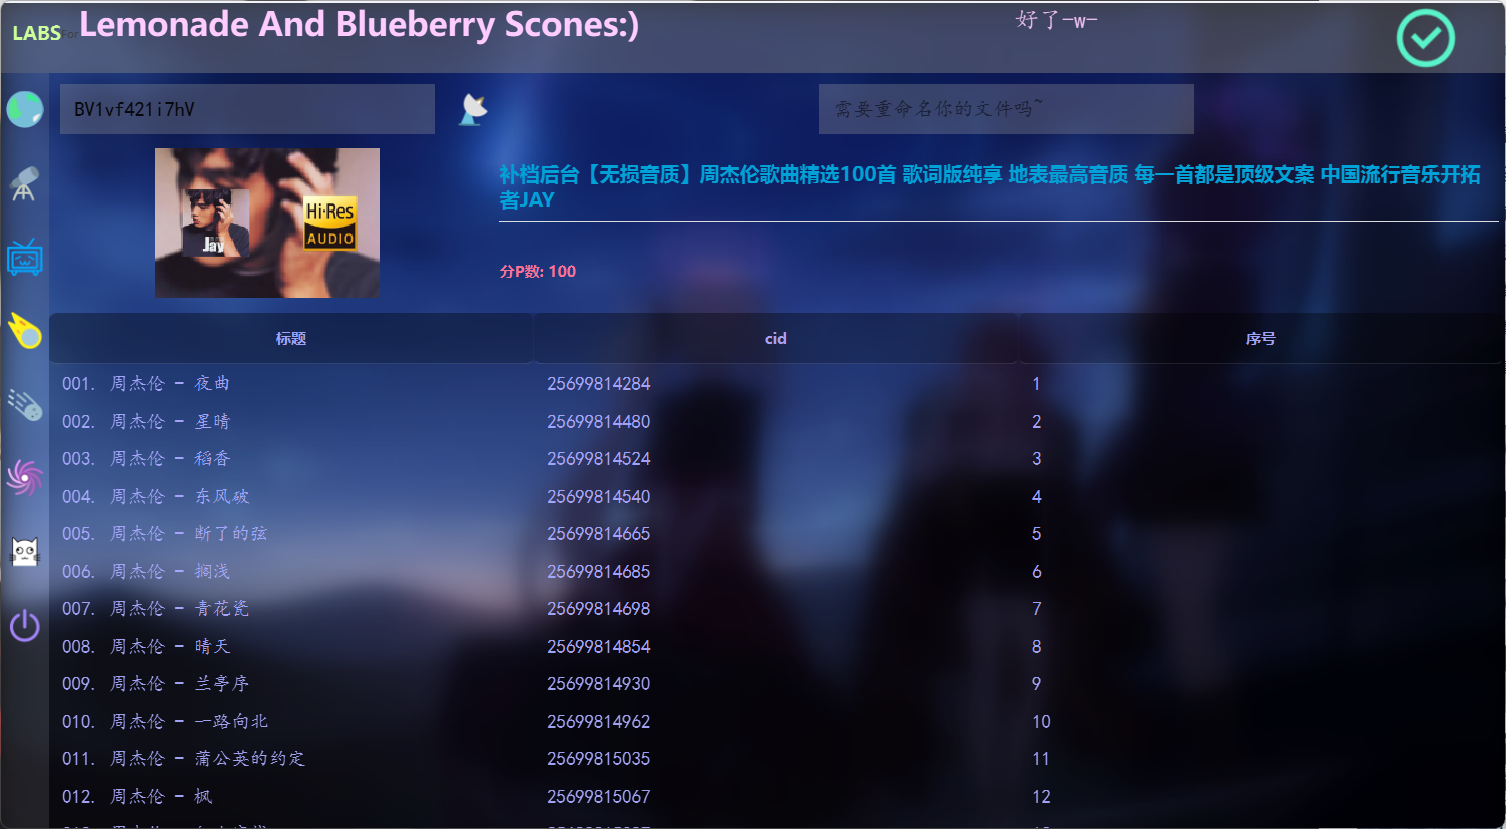 LABS For Lemonade And Blueberry Scones:)
好了-w-
BV1vf421i7hV
需要重命名你的文件吗~
Jay
Hi-Res
AUDIO
补档后台【无损音质】周杰伦歌曲精选100首 歌词版纯享 地表最高音质 每一首都是顶级文案 中国流行音乐开拓
者JAY
分P数: 100
标题 cid 序号
001. 周杰伦 - 夜曲 25699814284 1
002. 周杰伦 - 星晴 25699814480 2
003. 周杰伦 - 稻香 25699814524 3
004. 周杰伦 - 东风破 25699814540 4
005. 周杰伦 - 断了的弦 25699814665 5
006. 周杰伦 - 搁浅 25699814685 6
007. 周杰伦 - 青花瓷 25699814698 7
008. 周杰伦 - 晴天 25699814854 8
009. 周杰伦 - 兰亭序 25699814930 9
010. 周杰伦 - 一路向北 25699814962 10
011. 周杰伦 - 蒲公英的约定 25699815035 11
012. 周杰伦 - 枫 25699815067 12